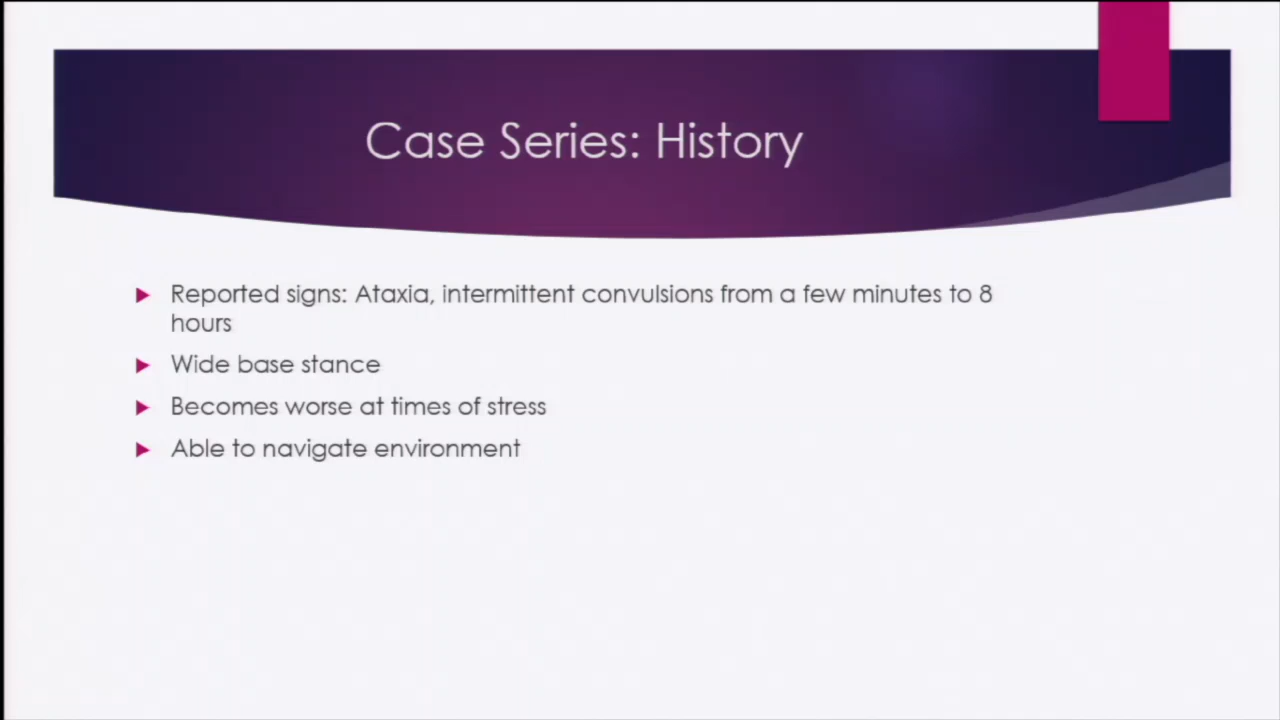 Case Series: History
Reported signs: Ataxia, intermittent convulsions from a few minutes to 8
hours
Wide base stance
Becomes worse at times of stress
Able to navigate environment